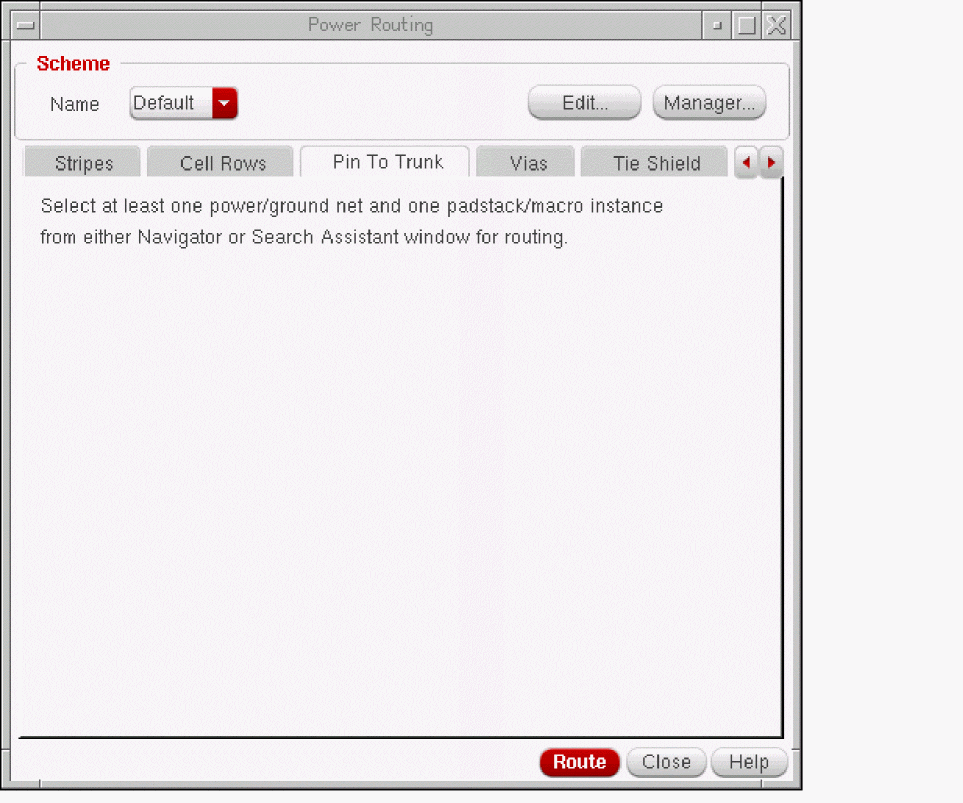 Power Routing
Scheme
Name Default Edit... Manager...
Stripes Cell Rows Pin To Trunk Vias Tie Shield
Select at least one power/ground net and one padstack/macro instance
from either Navigator or Search Assistant window for routing.
Route Close Help